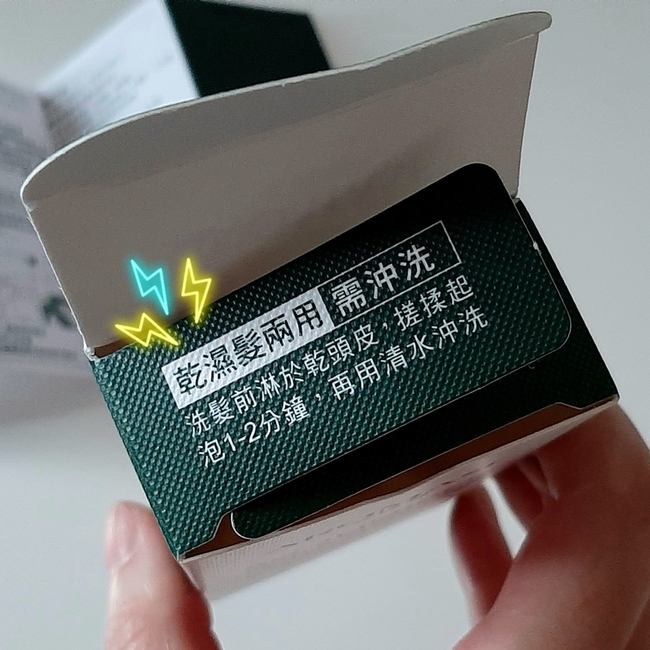 乾濕髮兩用 需沖洗
洗髮前淋於乾頭皮，搓揉起
泡1-2分鐘，再用清水沖洗